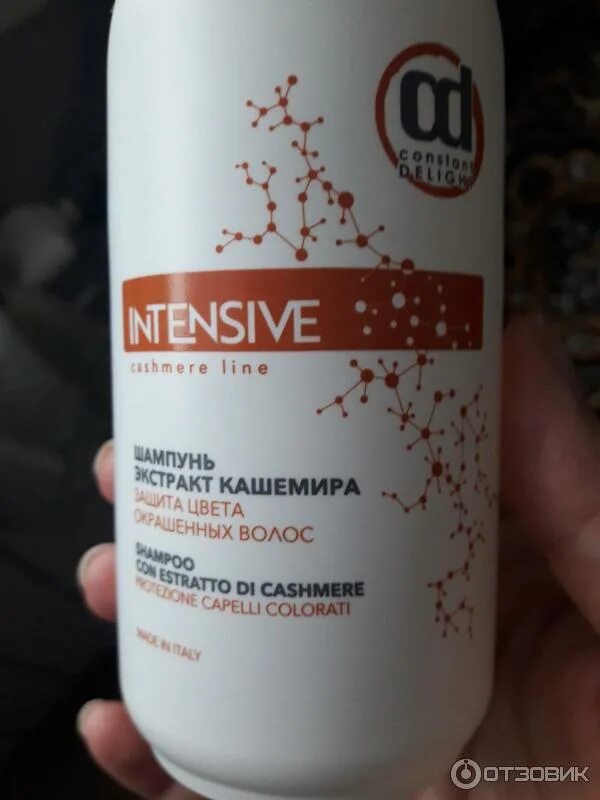 cd
constant
DELIGHT
INTENSIVE
cashmere line
ШАМПУНЬ
ЭКСТРАКТ КАШЕМИРА
ЗАЩИТА ЦВЕТА
ОКРАШЕННЫХ ВОЛОС
SHAMPOO
CON ESTRATTO DI CASHMERE
PROTEZIONE CAPELLI COLORATI
MADE IN ITALY
ОТЗОВИК